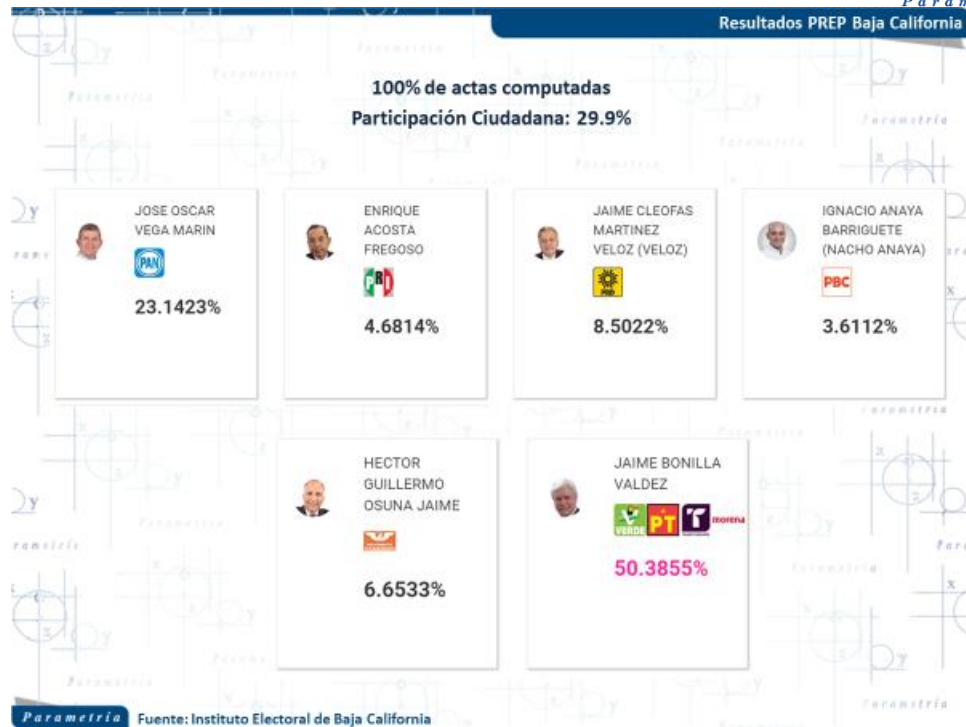 Resultados PREP Baja California
100% de actas computadas
Participación Ciudadana: 29.9%
JOSE OSCAR
VEGA MARIN
PAN
23.1423%
ENRIQUE
ACOSTA
FREGOSO
PRI
4.6814%
JAIME CLEOFAS
MARTINEZ
VELOZ (VELOZ)
PRD
8.5022%
IGNACIO ANAYA
BARRIGUETE
(NACHO ANAYA)
PBC
3.6112%
HECTOR
GUILLERMO
OSUNA JAIME
6.6533%
JAIME BONILLA
VALDEZ
VERDE PT T morena
50.3855%
Parametría Fuente: Instituto Electoral de Baja California